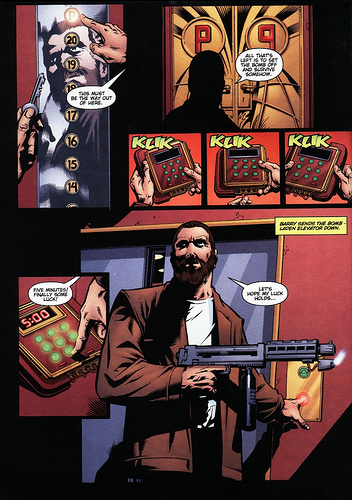 20
19
17
16
15
14
THIS MUST
BE THE WAY OUT
OF HERE.
P
ALL THAT'S
LEFT IS TO SET
THE BOMB OFF
AND SURVIVE
SOMEHOW.
KLIK
KLIK
KLIK
BARRY SENDS THE BOMB-
LADEN ELEVATOR DOWN.
FIVE MINUTES!
FINALLY SOME
LUCK!
5:00
LET'S
HOPE MY LUCK
HOLDS...